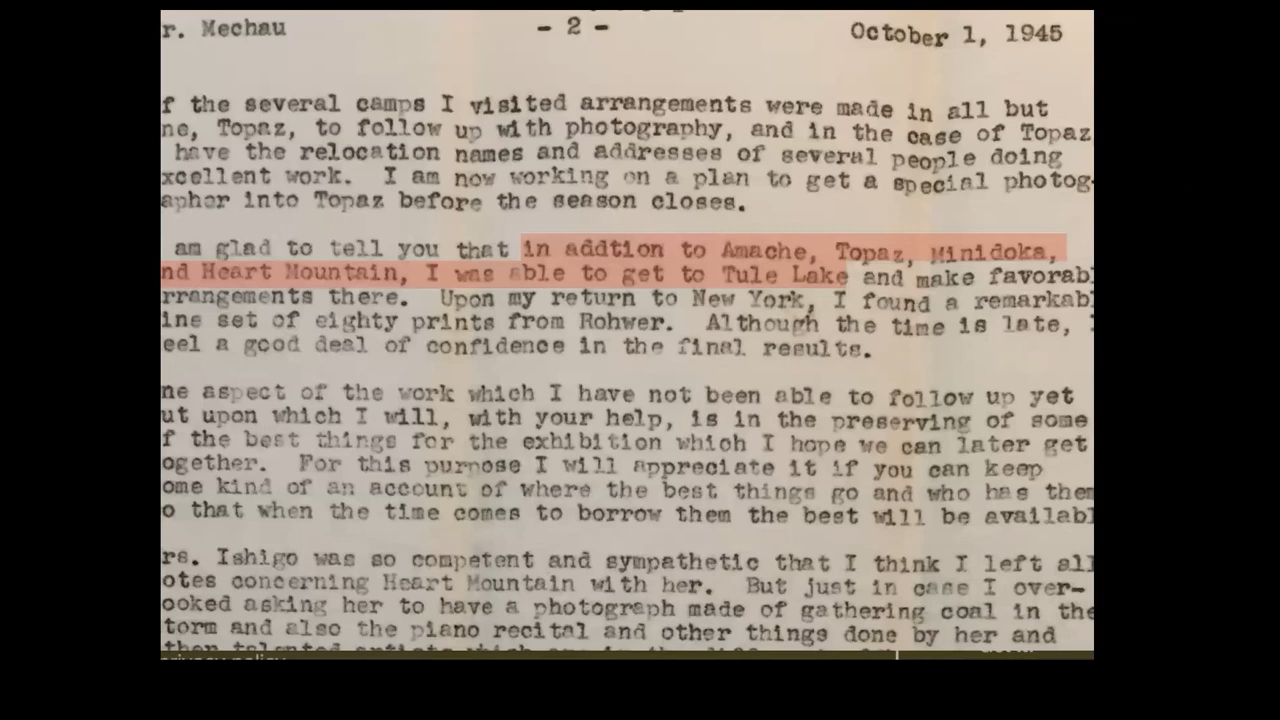 r. Mechau - 2 - October 1, 1945
f the several camps I visited arrangements were made in all but
ne, Topaz, to follow up with photography, and in the case of Topaz
have the relocation names and addresses of several people doing
xcellent work. I am now working on a plan to get a special photog-
apher into Topaz before the season closes.
am glad to tell you that in addtion to Amache, Topaz, Minidoka,
nd Heart Mountain, I was able to get to Tule Lake and make favorabl
rrangements there. Upon my return to New York, I found a remarkabl
ine set of eighty prints from Rohwer. Although the time is late, I
eel a good deal of confidence in the final results.
ne aspect of the work which I have not been able to follow up yet
ut upon which I will, with your help, is in the preserving of some
f the best things for the exhibition which I hope we can later get
ogether. For this purpose I will appreciate it if you can keep
ome kind of an account of where the best things go and who has them
o that when the time comes to borrow them the best will be availabl
rs. Ishigo was so competent and sympathetic that I think I left all
otes concerning Heart Mountain with her. But just in case I over-
ooked asking her to have a photograph made of gathering coal in the
torm and also the piano recital and other things done by her and
ther talented artists which are in the
privacy policy